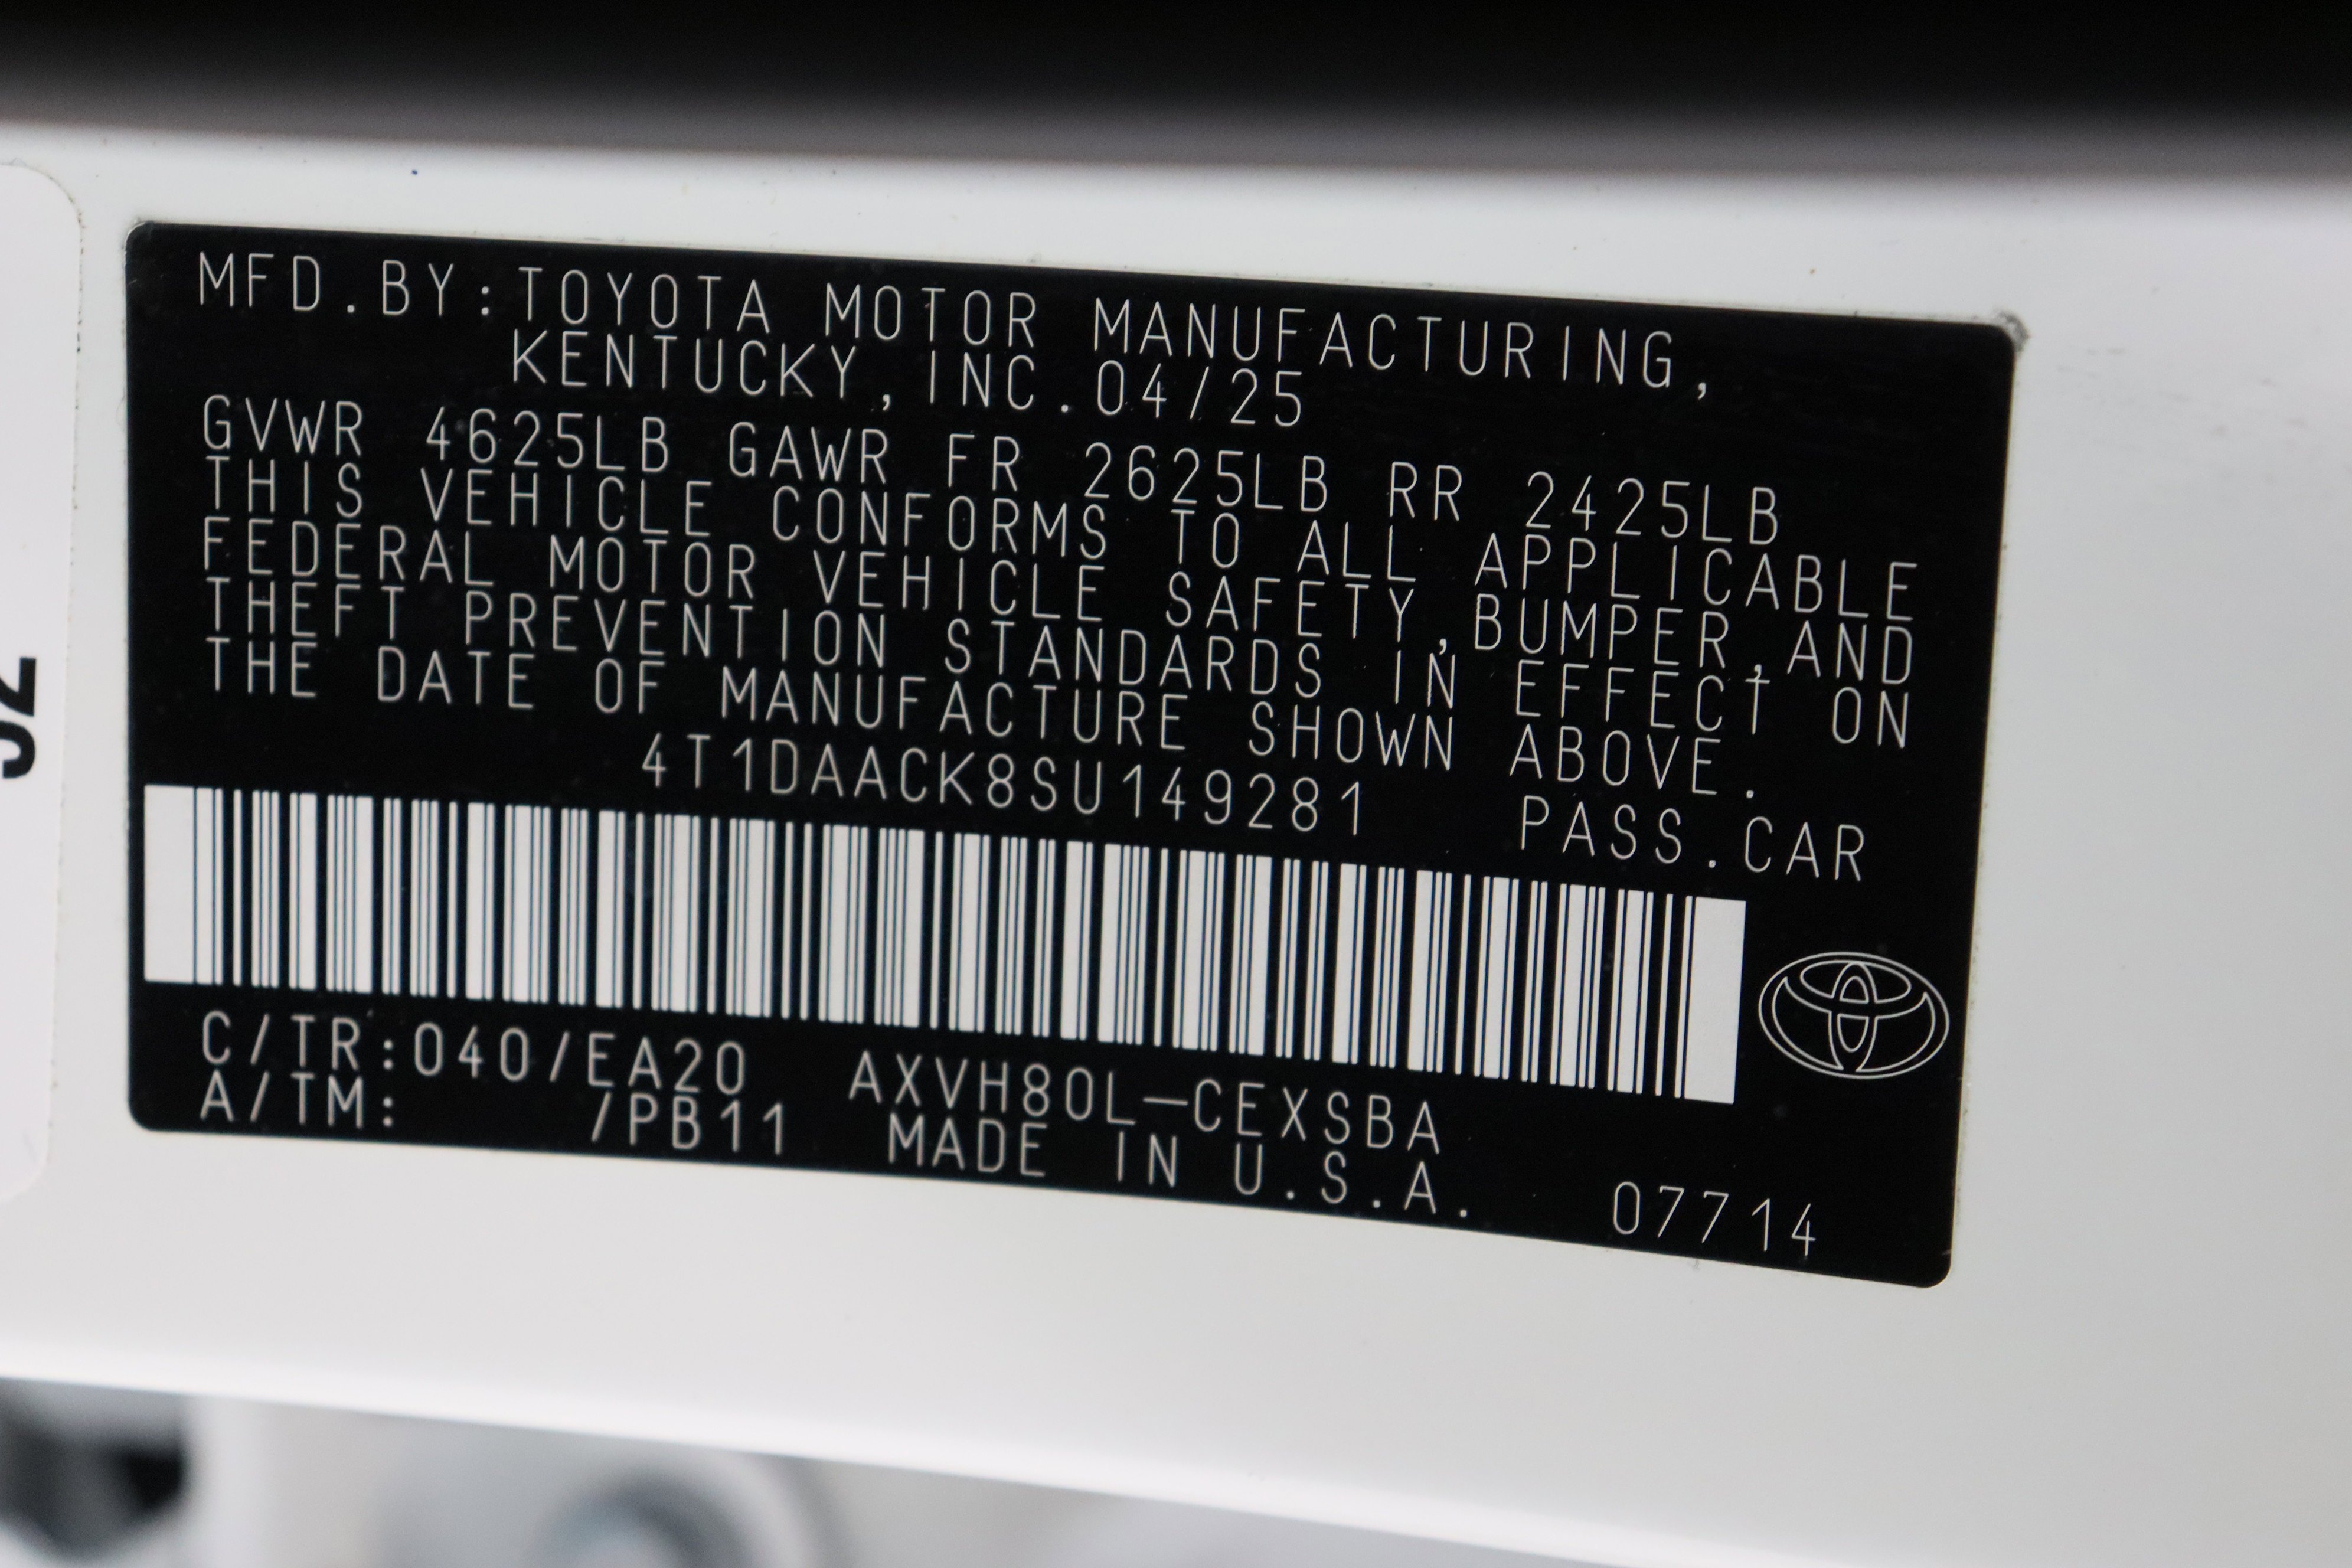 MFD.BY:TOYOTA MOTOR MANUFACTURING,
KENTUCKY,INC.04/25
GVWR 4625LB GAWR FR 2625LB RR 2425LB
THIS VEHICLE CONFORMS TO ALL APPLICABLE
FEDERAL MOTOR VEHICLE SAFETY,BUMPER,AND
THEFT PREVENTION STANDARDS IN EFFECT ON
THE DATE OF MANUFACTURE SHOWN ABOVE.
4T1DAACK8SU149281 PASS.CAR
C/TR:040/EA20 AXVH80L–CEXSBA
A/TM: /PB11 MADE IN U.S.A. 07714